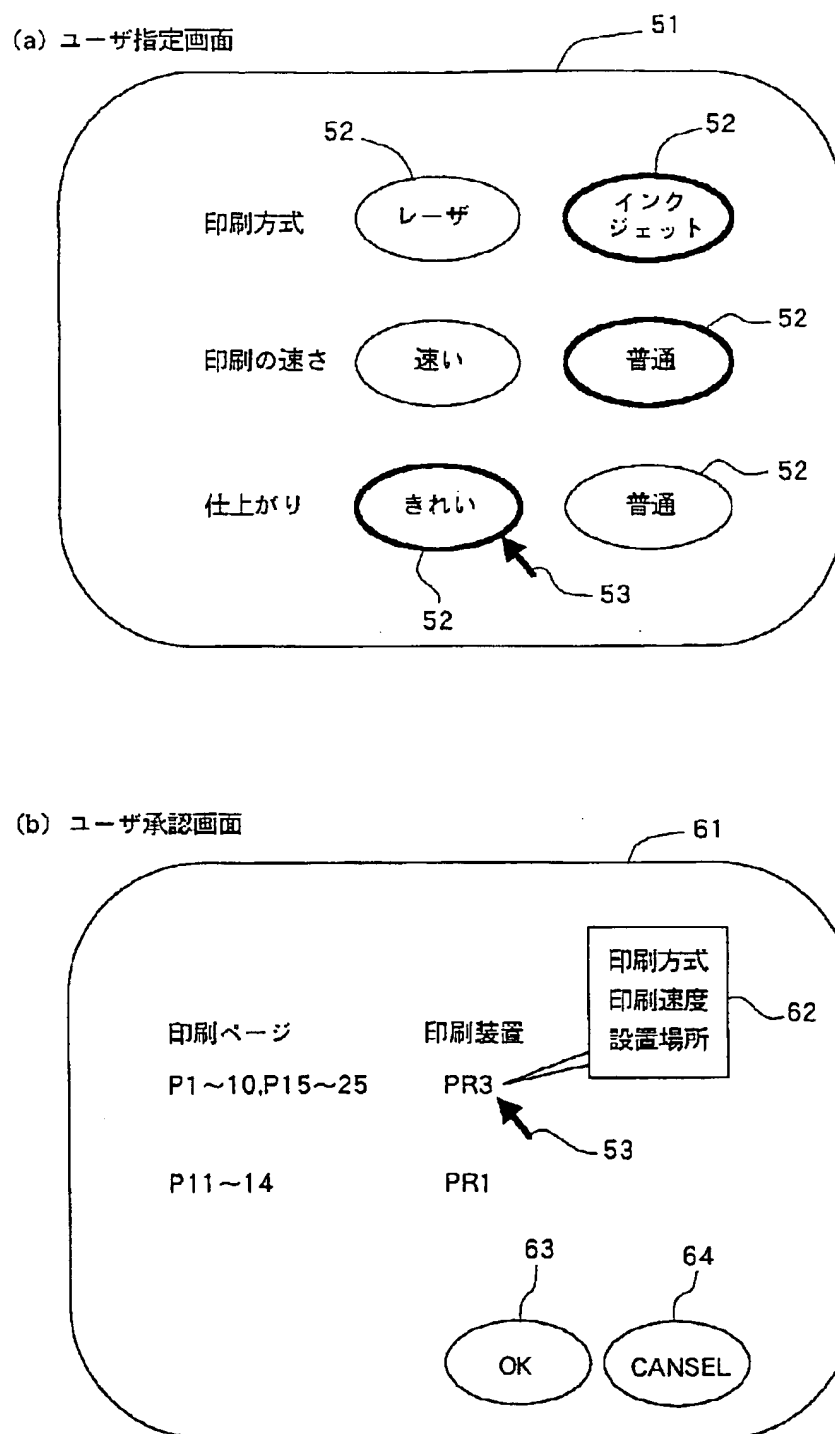 (a) ユーザ指定画面
51
52
52
印刷方式
レーザ
インク
ジェット
52
印刷の速さ
速い
普通
52
仕上がり
きれい
普通
52
53
(b) ユーザ承認画面
61
印刷方式
印刷速度
設置場所
62
印刷ページ
印刷装置
P1～10,P15～25
PR3
53
P11～14
PR1
63
64
OK
CANSEL